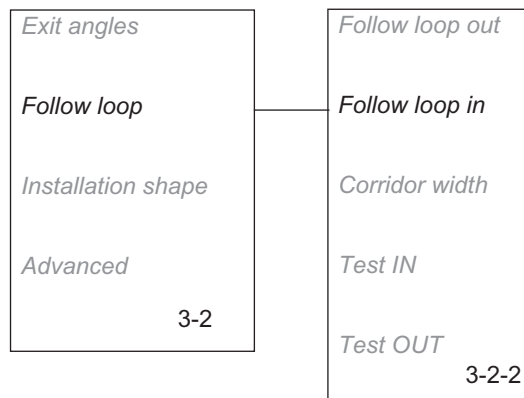 Exit angles
Follow loop
Installation shape
Advanced
3-2
Follow loop out
Follow loop in
Corridor width
Test IN
Test OUT
3-2-2